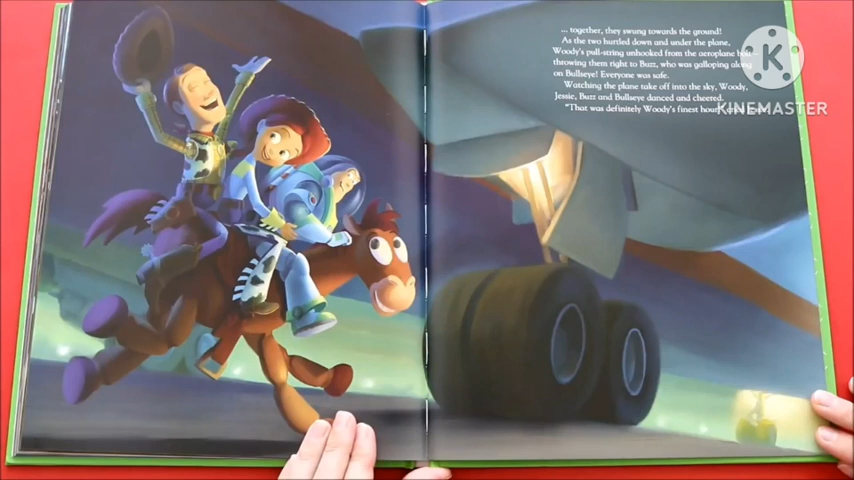 ... together, they swung towards the ground!
As the two hurtled down and under the plane,
Woody's pull-string unhooked from the aeroplane
throwing them right to Buzz, who was galloping along
on Bullseye! Everyone was safe.
Watching the plane take off into the sky, Woody,
Jessie, Buzz and Bullseye danced and cheered.
"That was definitely Woody's finest hour,
K
KINEMASTER